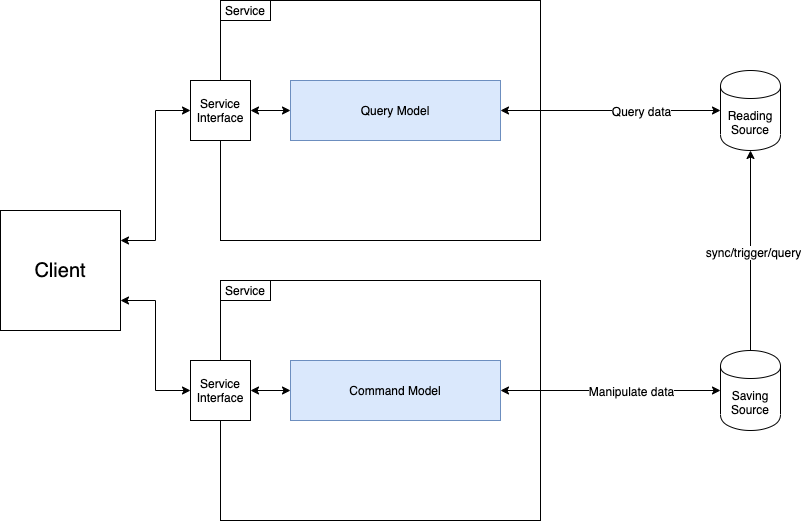 Service
Service
Interface
Query Model
Query data
Reading
Source
Client
sync/trigger/query
Service
Service
Interface
Command Model
Manipulate data
Saving
Source